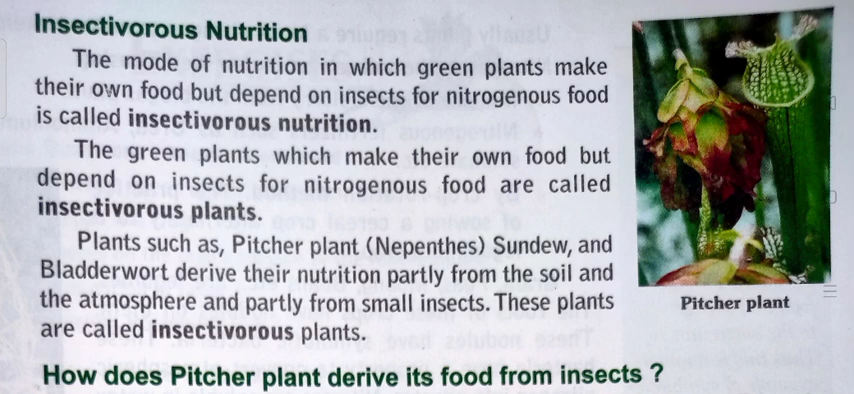 Insectivorous Nutrition
The mode of nutrition in which green plants make
their own food but depend on insects for nitrogenous food
is called insectivorous nutrition.
The green plants which make their own food but
depend on insects for nitrogenous food are called
insectivorous plants.
Plants such as, Pitcher plant (Nepenthes) Sundew, and
Bladderwort derive their nutrition partly from the soil and
the atmosphere and partly from small insects. These plants
are called insectivorous plants.
Pitcher plant
How does Pitcher plant derive its food from insects ?